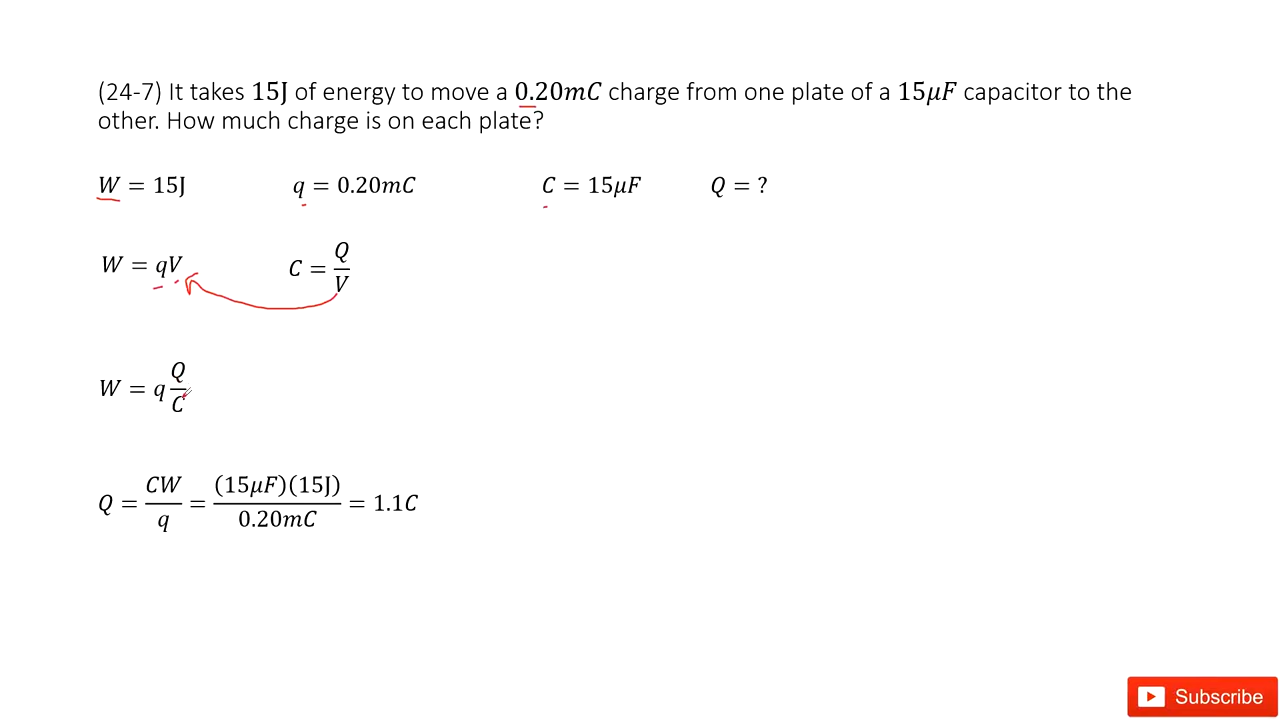 (24-7) It takes 15J of energy to move a 0.20mC charge from one plate of a 15μF capacitor to the
other. How much charge is on each plate?
W = 15J q = 0.20mC C = 15μF Q = ?
W = qV C = Q/V
W = q Q/C
Q = CW/q = (15μF)(15J)/0.20mC = 1.1C
Subscribe